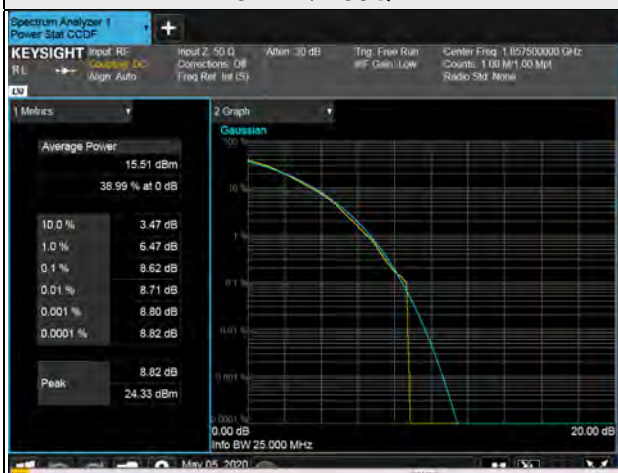 Spectrum Analyzer 1
Power Stat CCDF
KEYSIGHT
RL
Input: RF
Coupling: DC
Align: Auto
Input Z: 50 Ω
Corrections: Off
Freq Ref: Int (S)
Atten: 30 dB
Trig: Free Run
#IF Gain: Low
Center Freq: 1.857500000 GHz
Counts: 1.00 M/1.00 Mpt
Radio Std: None
1 Metrics
Average Power
15.51 dBm
38.99 % at 0 dB
10.0 % 3.47 dB
1.0 % 6.47 dB
0.1 % 8.62 dB
0.01 % 8.71 dB
0.001 % 8.80 dB
0.0001 % 8.82 dB
Peak
8.82 dB
24.33 dBm
2 Graph
Gaussian
100 %
10 %
1 %
0.1 %
0.01 %
0.001 %
0.0001 %
0.00 dB
20.00 dB
Info BW 25.000 MHz
May 05, 2020